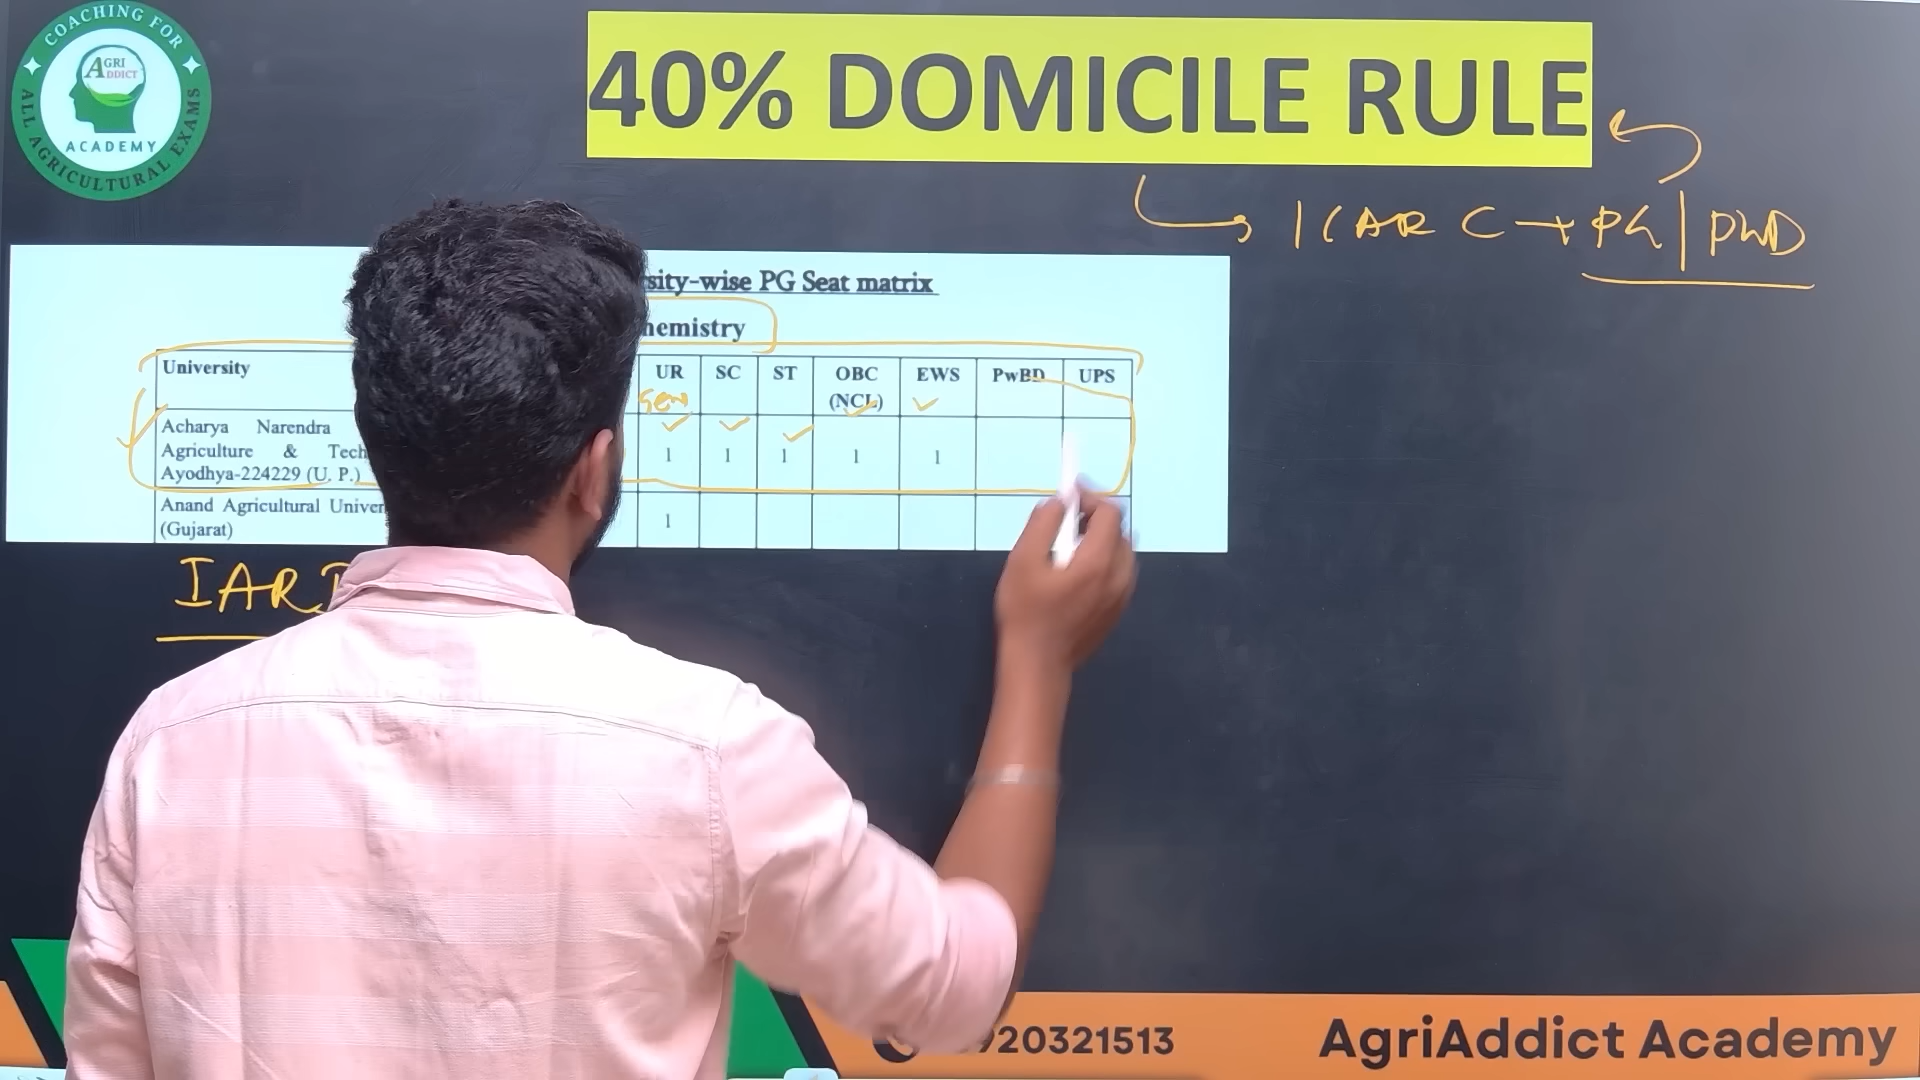 COACHING FOR
ALL AGRICULTURAL EXAMS
AGRI
ADDICT
ACADEMY
40% DOMICILE RULE
ICAR PG | PHD
sity-wise PG Seat matrix
hemistry
University UR SC ST OBC (NCL) EWS PwBD UPS
Gen
Acharya Narendra
Agriculture & Tech
Ayodhya-224229 (U. P.) 1 1 1 1 1
Anand Agricultural Univer
(Gujarat) 1
IAR
920321513
AgriAddict Academy